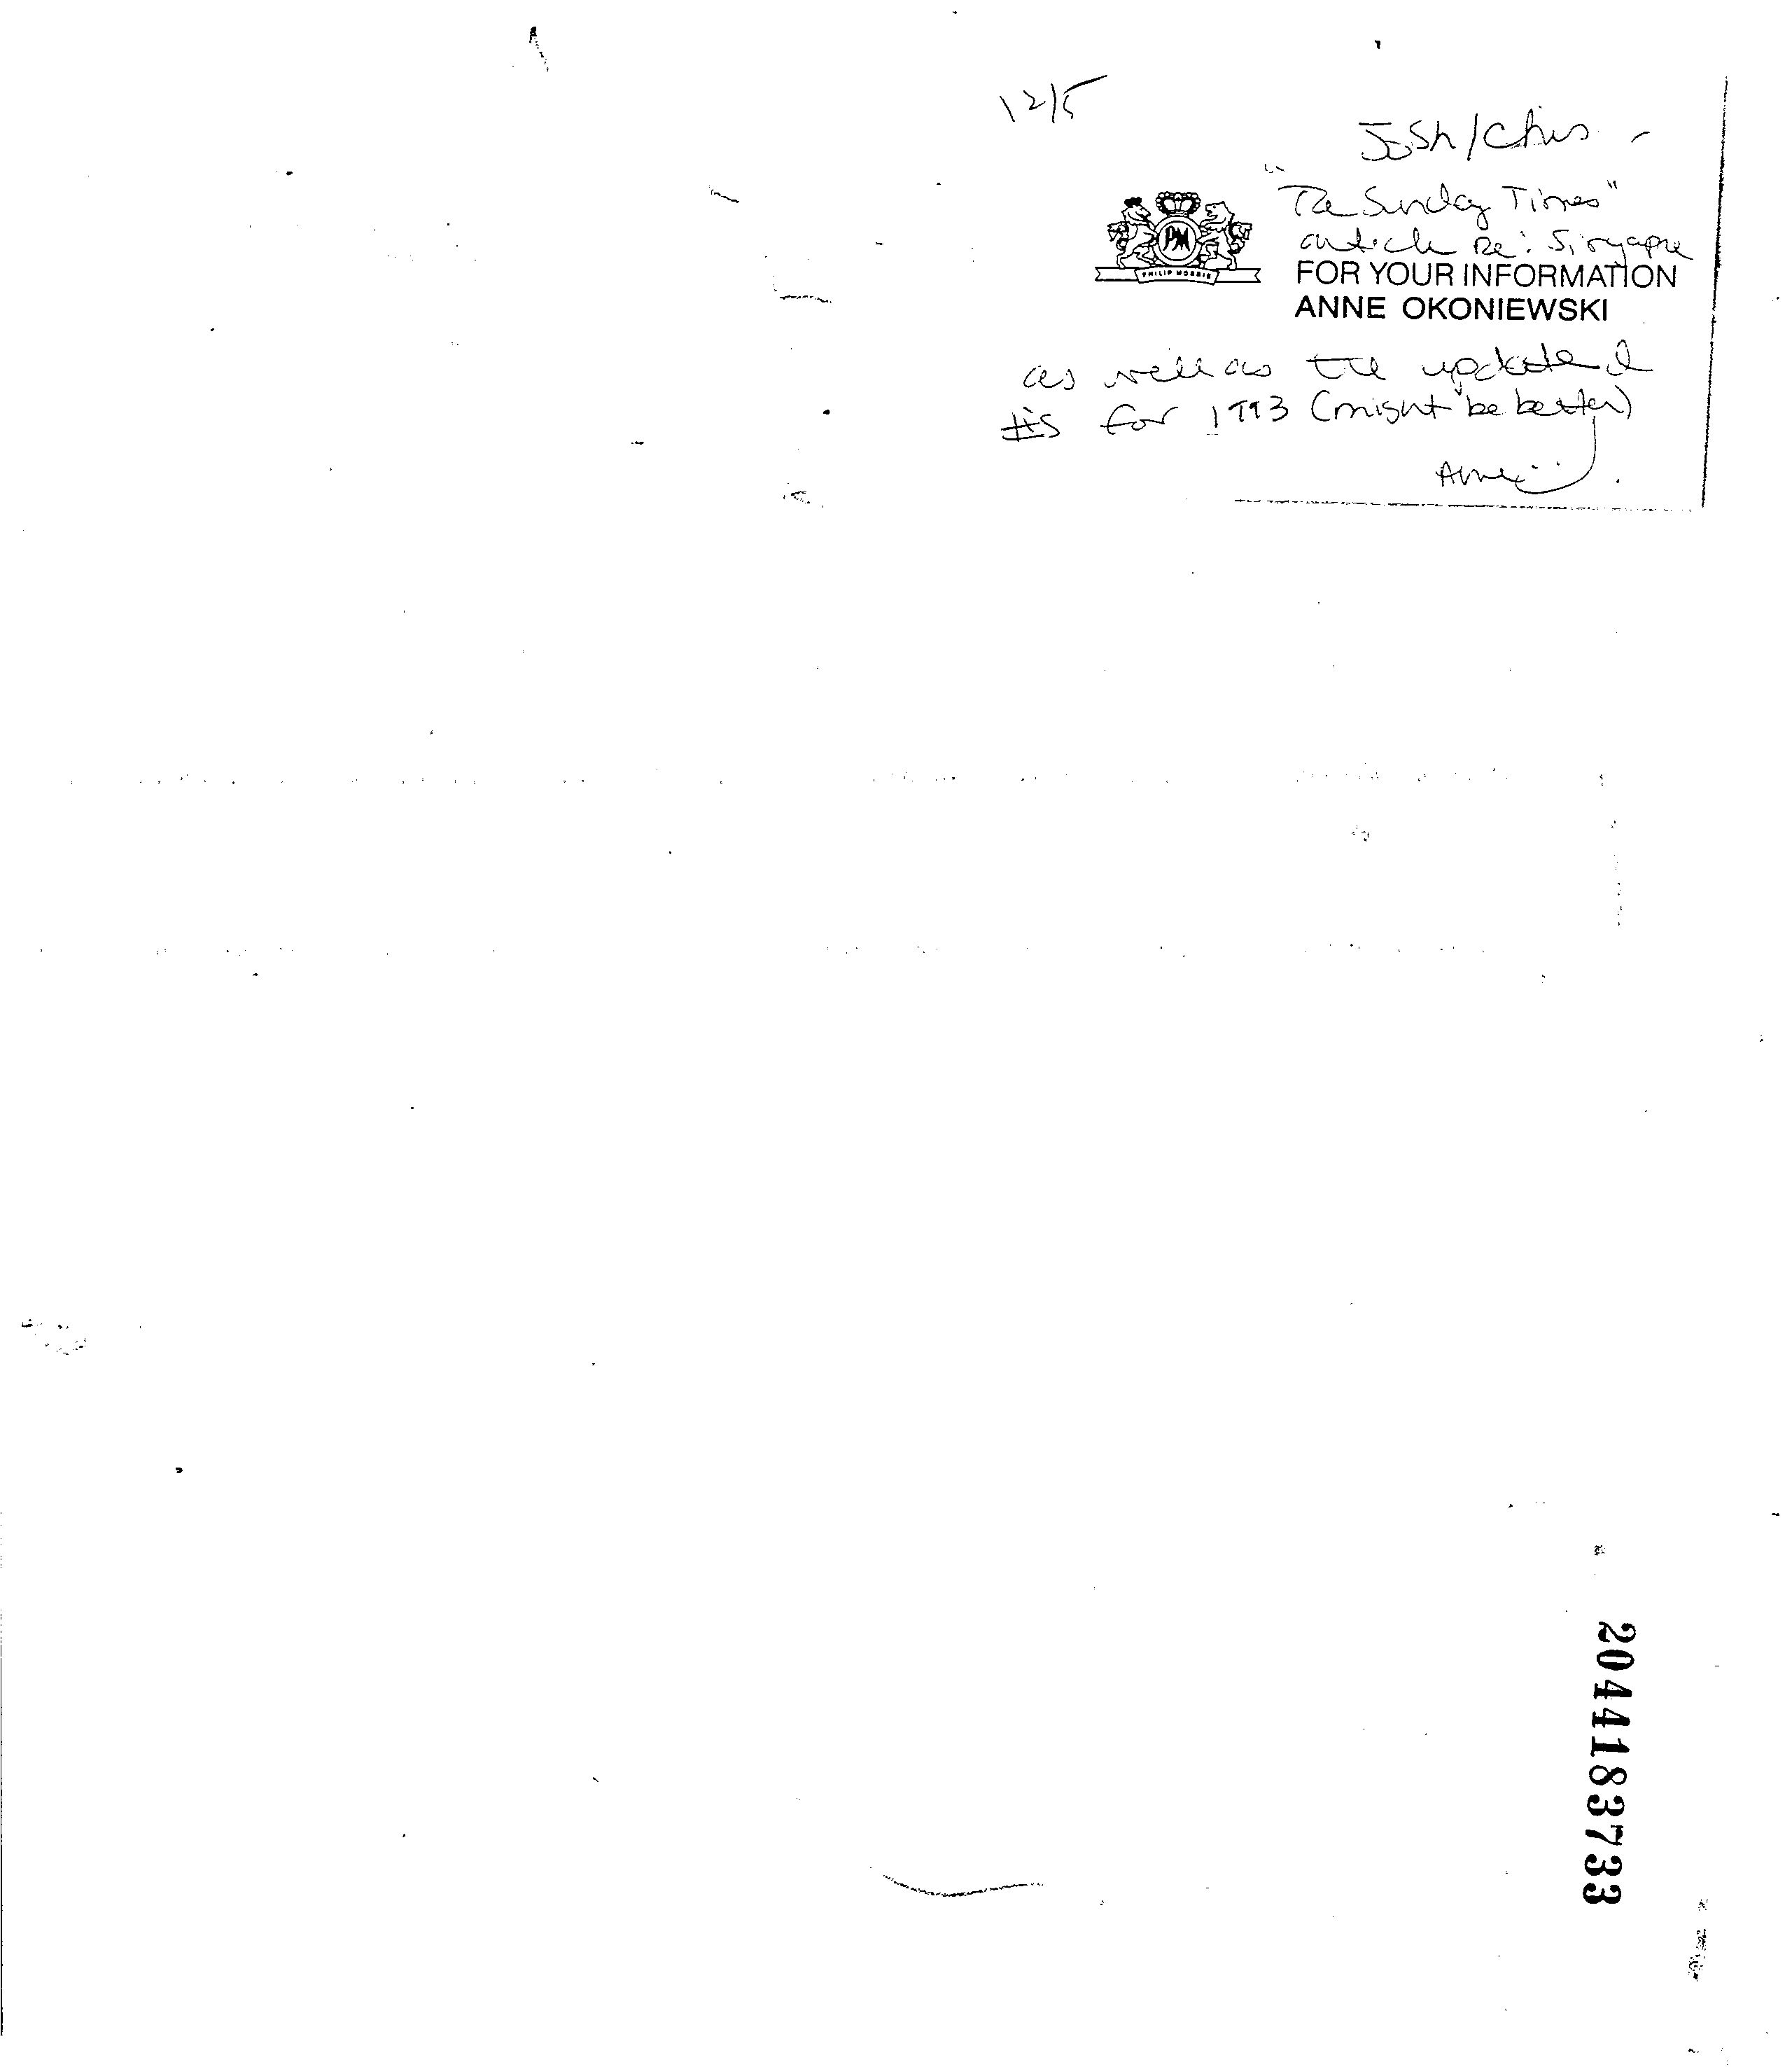 12/5
Josh/Chris -
"The Sunday Times"
article Re: Singapore
PM
PHILIP MORRIS
FOR YOUR INFORMATION
ANNE OKONIEWSKI
as well as the updated
#'s for 1993 (might be better)
Anne
2044183733